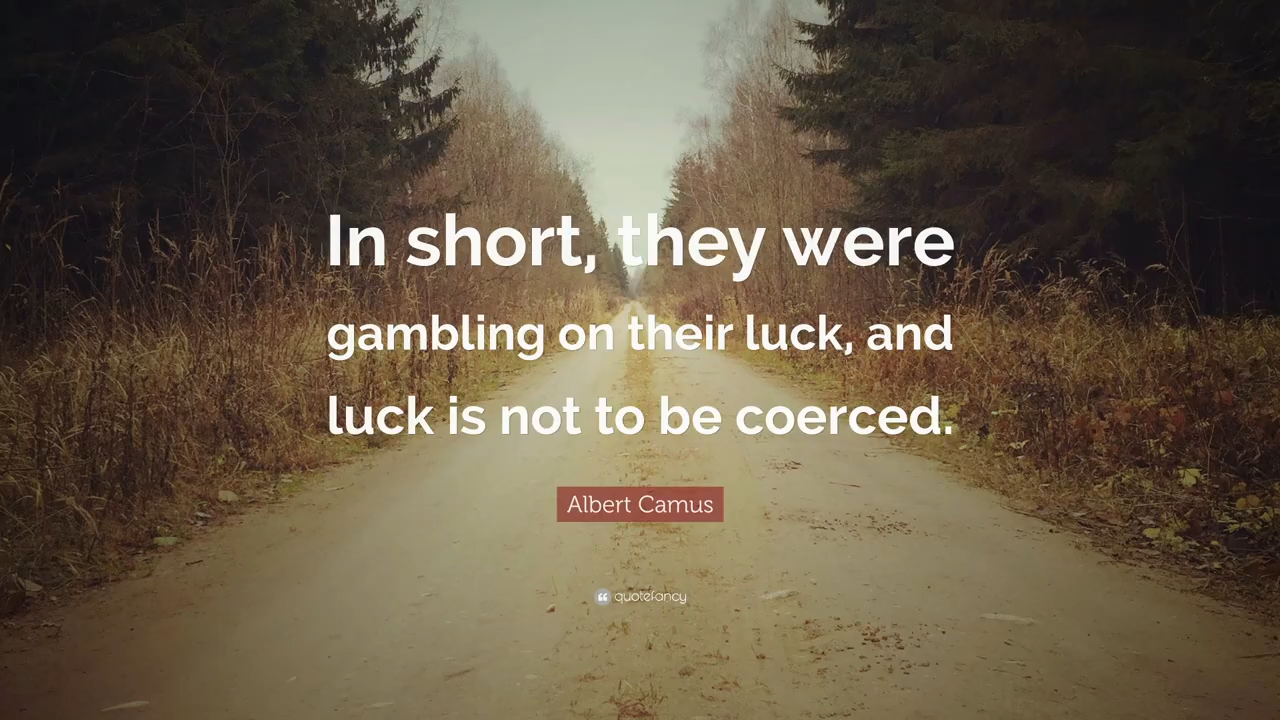 In short, they were
gambling on their luck, and
luck is not to be coerced.
Albert Camus
quotefancy